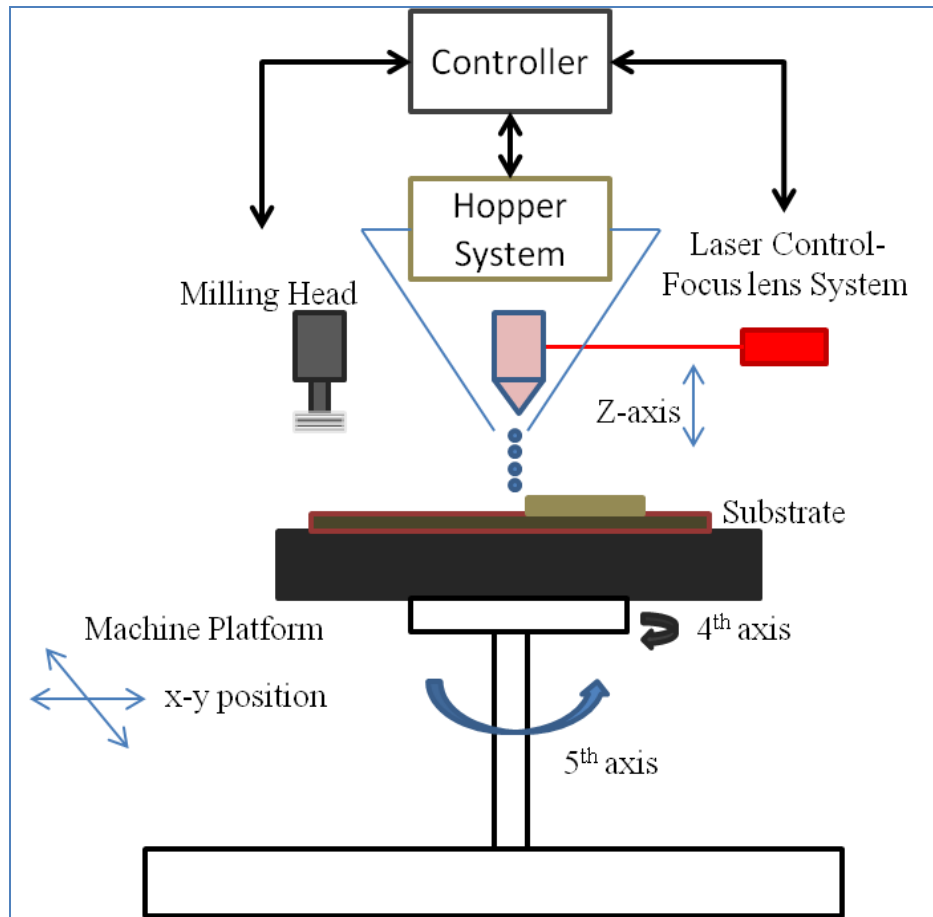 Controller
Hopper
System
Laser Control-
Focus lens System
Milling Head
Z-axis
Substrate
Machine Platform
4th axis
x-y position
5th axis